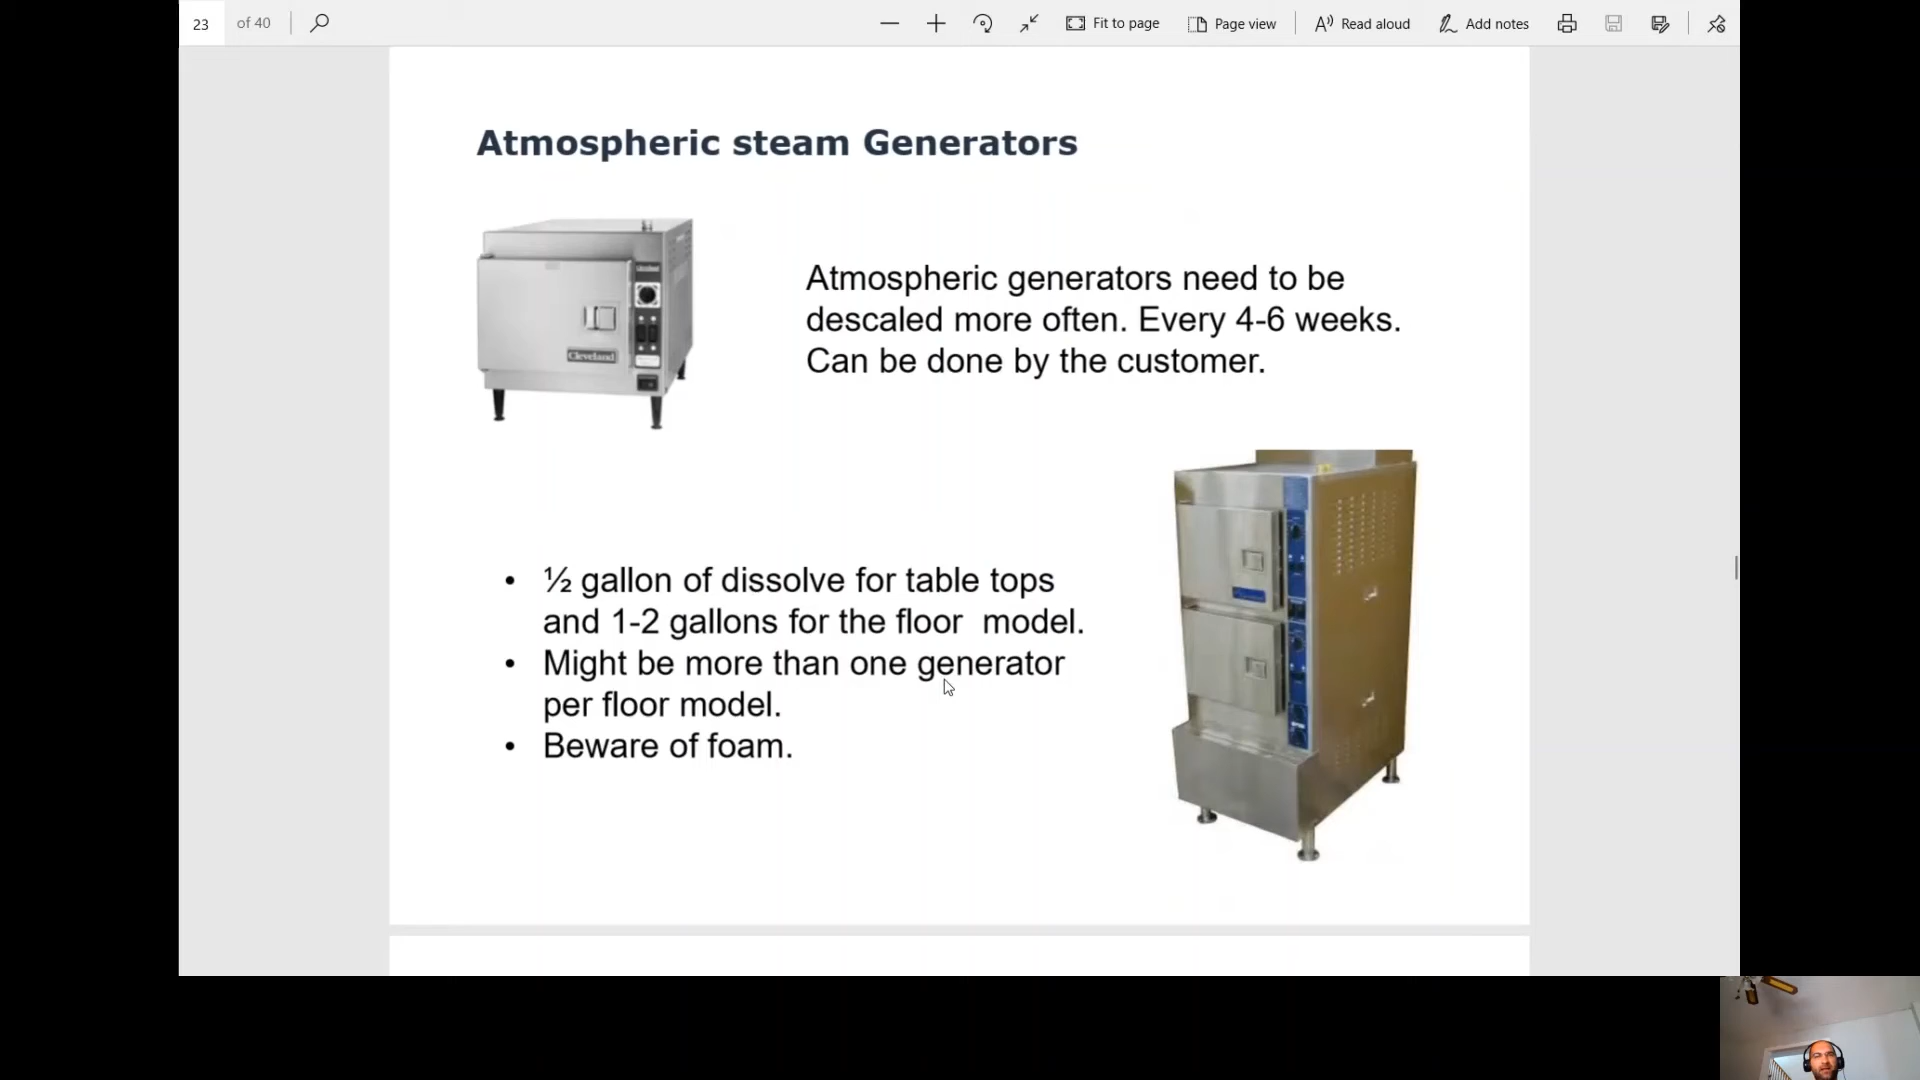 23 of 40 Fit to page Page view Read aloud Add notes
Atmospheric steam Generators
Cleveland
Atmospheric generators need to be
descaled more often. Every 4-6 weeks.
Can be done by the customer.
• ½ gallon of dissolve for table tops
and 1-2 gallons for the floor model.
• Might be more than one generator
per floor model.
• Beware of foam.